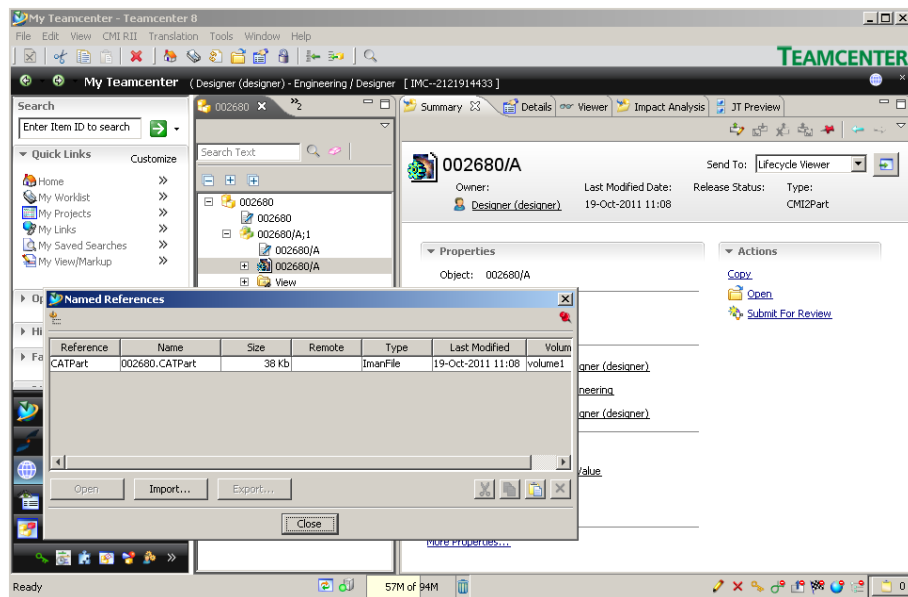 My Teamcenter - Teamcenter 8
File Edit View CMI RII Translation Tools Window Help
TEAMCENTER
My Teamcenter ( Designer (designer) - Engineering / Designer [ IMC--2121914433 ]
Search
Enter Item ID to search
Quick Links Customize
Home
My Worklist
My Projects
My Links
My Saved Searches
My View/Markup
Op
Hi
Fa
002680
2
Search Text
002680
002680
002680/A;1
002680/A
002680/A
View
Summary Details Viewer Impact Analysis JT Preview
002680/A
Send To: Lifecycle Viewer
Owner: Last Modified Date: Release Status: Type:
Designer (designer) 19-Oct-2011 11:08 CMI2Part
Properties
Object: 002680/A
Actions
Copy
Open
Submit For Review
gner (designer)
neering
gner (designer)
Value
More Properties...
Named References
Reference Name Size Remote Type Last Modified Volum
CATPart 002680.CATPart 38 Kb ImanFile 19-Oct-2011 11:08 volume1
Open Import... Export...
Close
Ready
57M of 94M
0